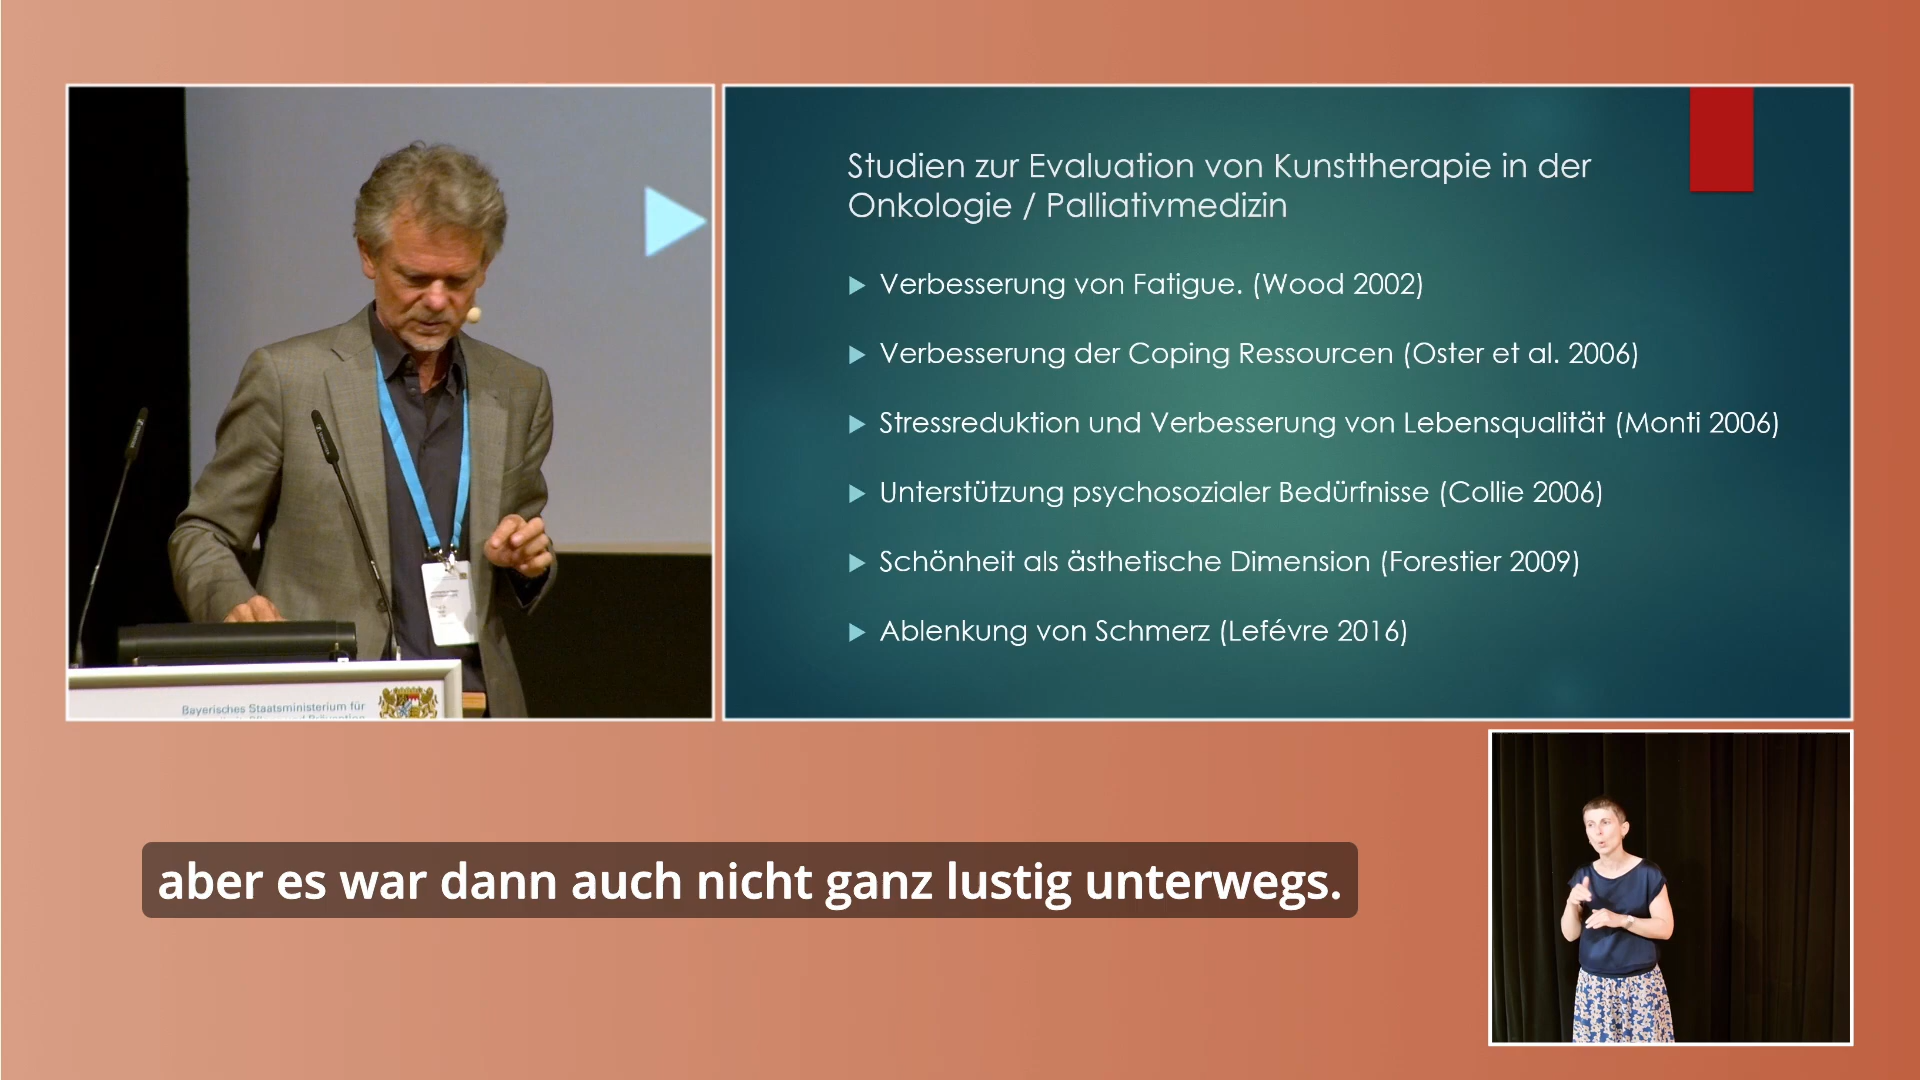 Studien zur Evaluation von Kunsttherapie in der
Onkologie / Palliativmedizin
Verbesserung von Fatigue. (Wood 2002)
Verbesserung der Coping Ressourcen (Oster et al. 2006)
Stressreduktion und Verbesserung von Lebensqualität (Monti 2006)
Unterstützung psychosozialer Bedürfnisse (Collie 2006)
Schönheit als ästhetische Dimension (Forestier 2009)
Ablenkung von Schmerz (Lefévre 2016)
Bayerisches Staatsministerium für
aber es war dann auch nicht ganz lustig unterwegs.